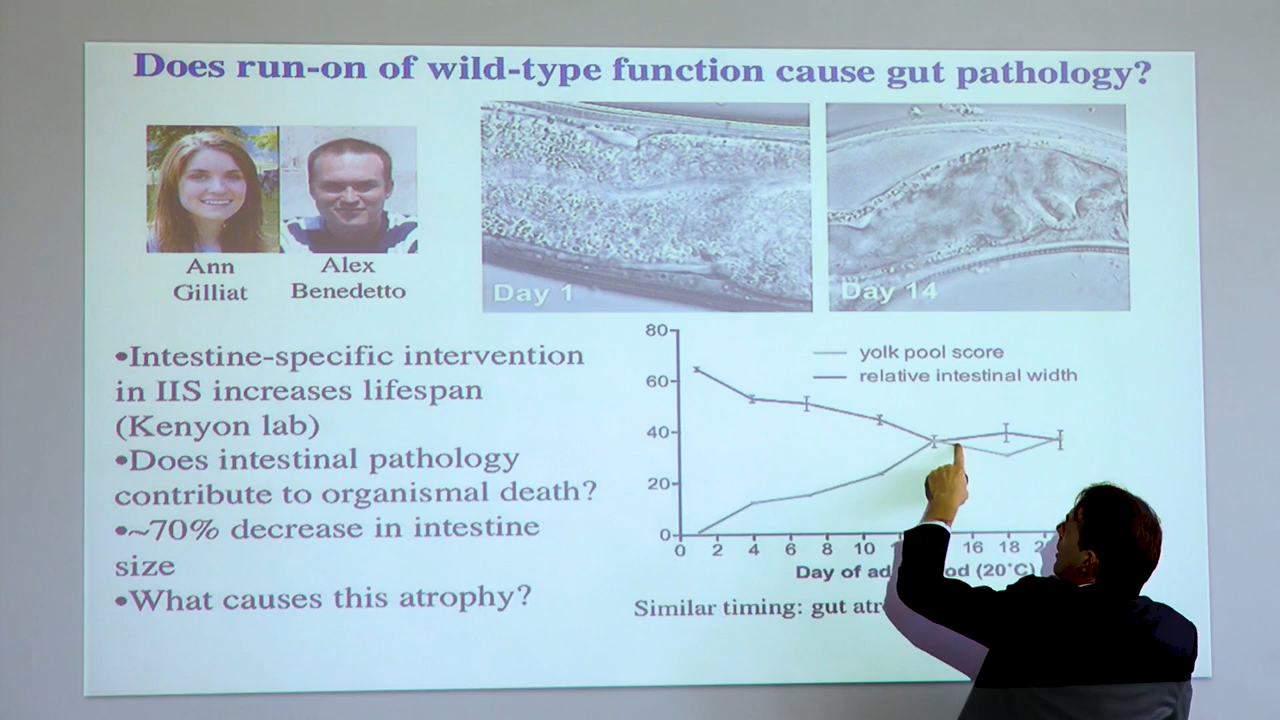 Does run-on of wild-type function cause gut pathology?
Ann
Gilliat
Alex
Benedetto
Day 1
Day 14
•Intestine-specific intervention
in IIS increases lifespan
(Kenyon lab)
•Does intestinal pathology
contribute to organismal death?
•~70% decrease in intestine
size
•What causes this atrophy?
80
60
40
20
0
yolk pool score
relative intestinal width
0 2 4 6 8 10 16 18
Day of (20°C)
Similar timing: gut